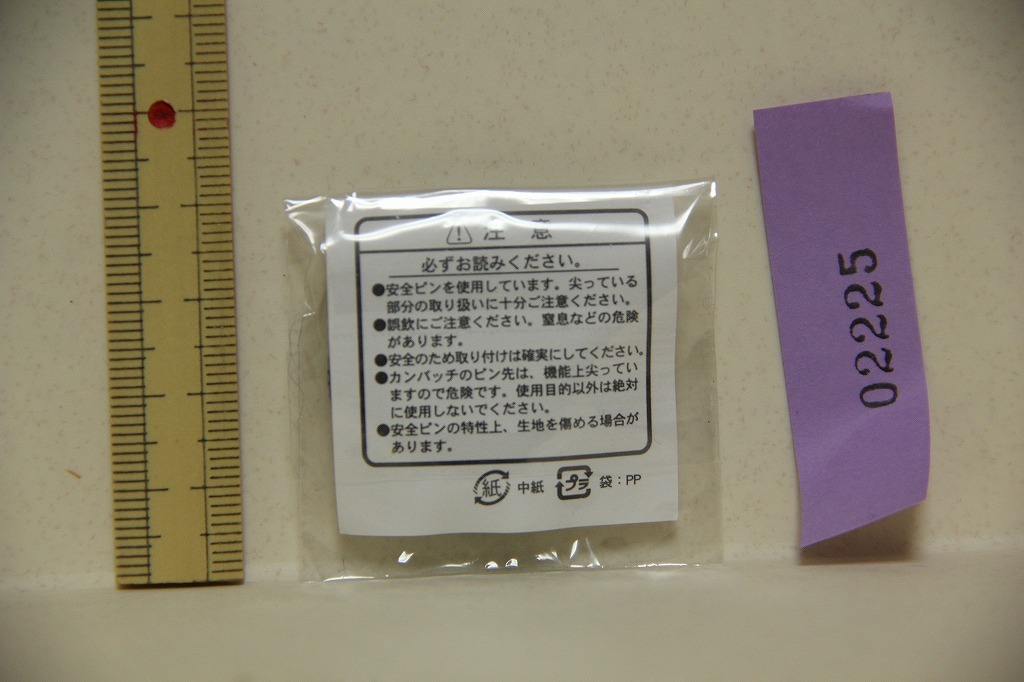 注 意
必ずお読みください。
●安全ピンを使用しています。尖っている
部分の取り扱いに十分ご注意ください。
●誤飲にご注意ください。窒息などの危険
があります。
●安全のため取り付けは確実にしてください。
●カンバッチのピン先は、機能上尖ってい
ますので危険です。使用目的以外は絶対
に使用しないでください。
●安全ピンの特性上、生地を傷める場合が
あります。
紙 中紙 プラ 袋：PP
02225